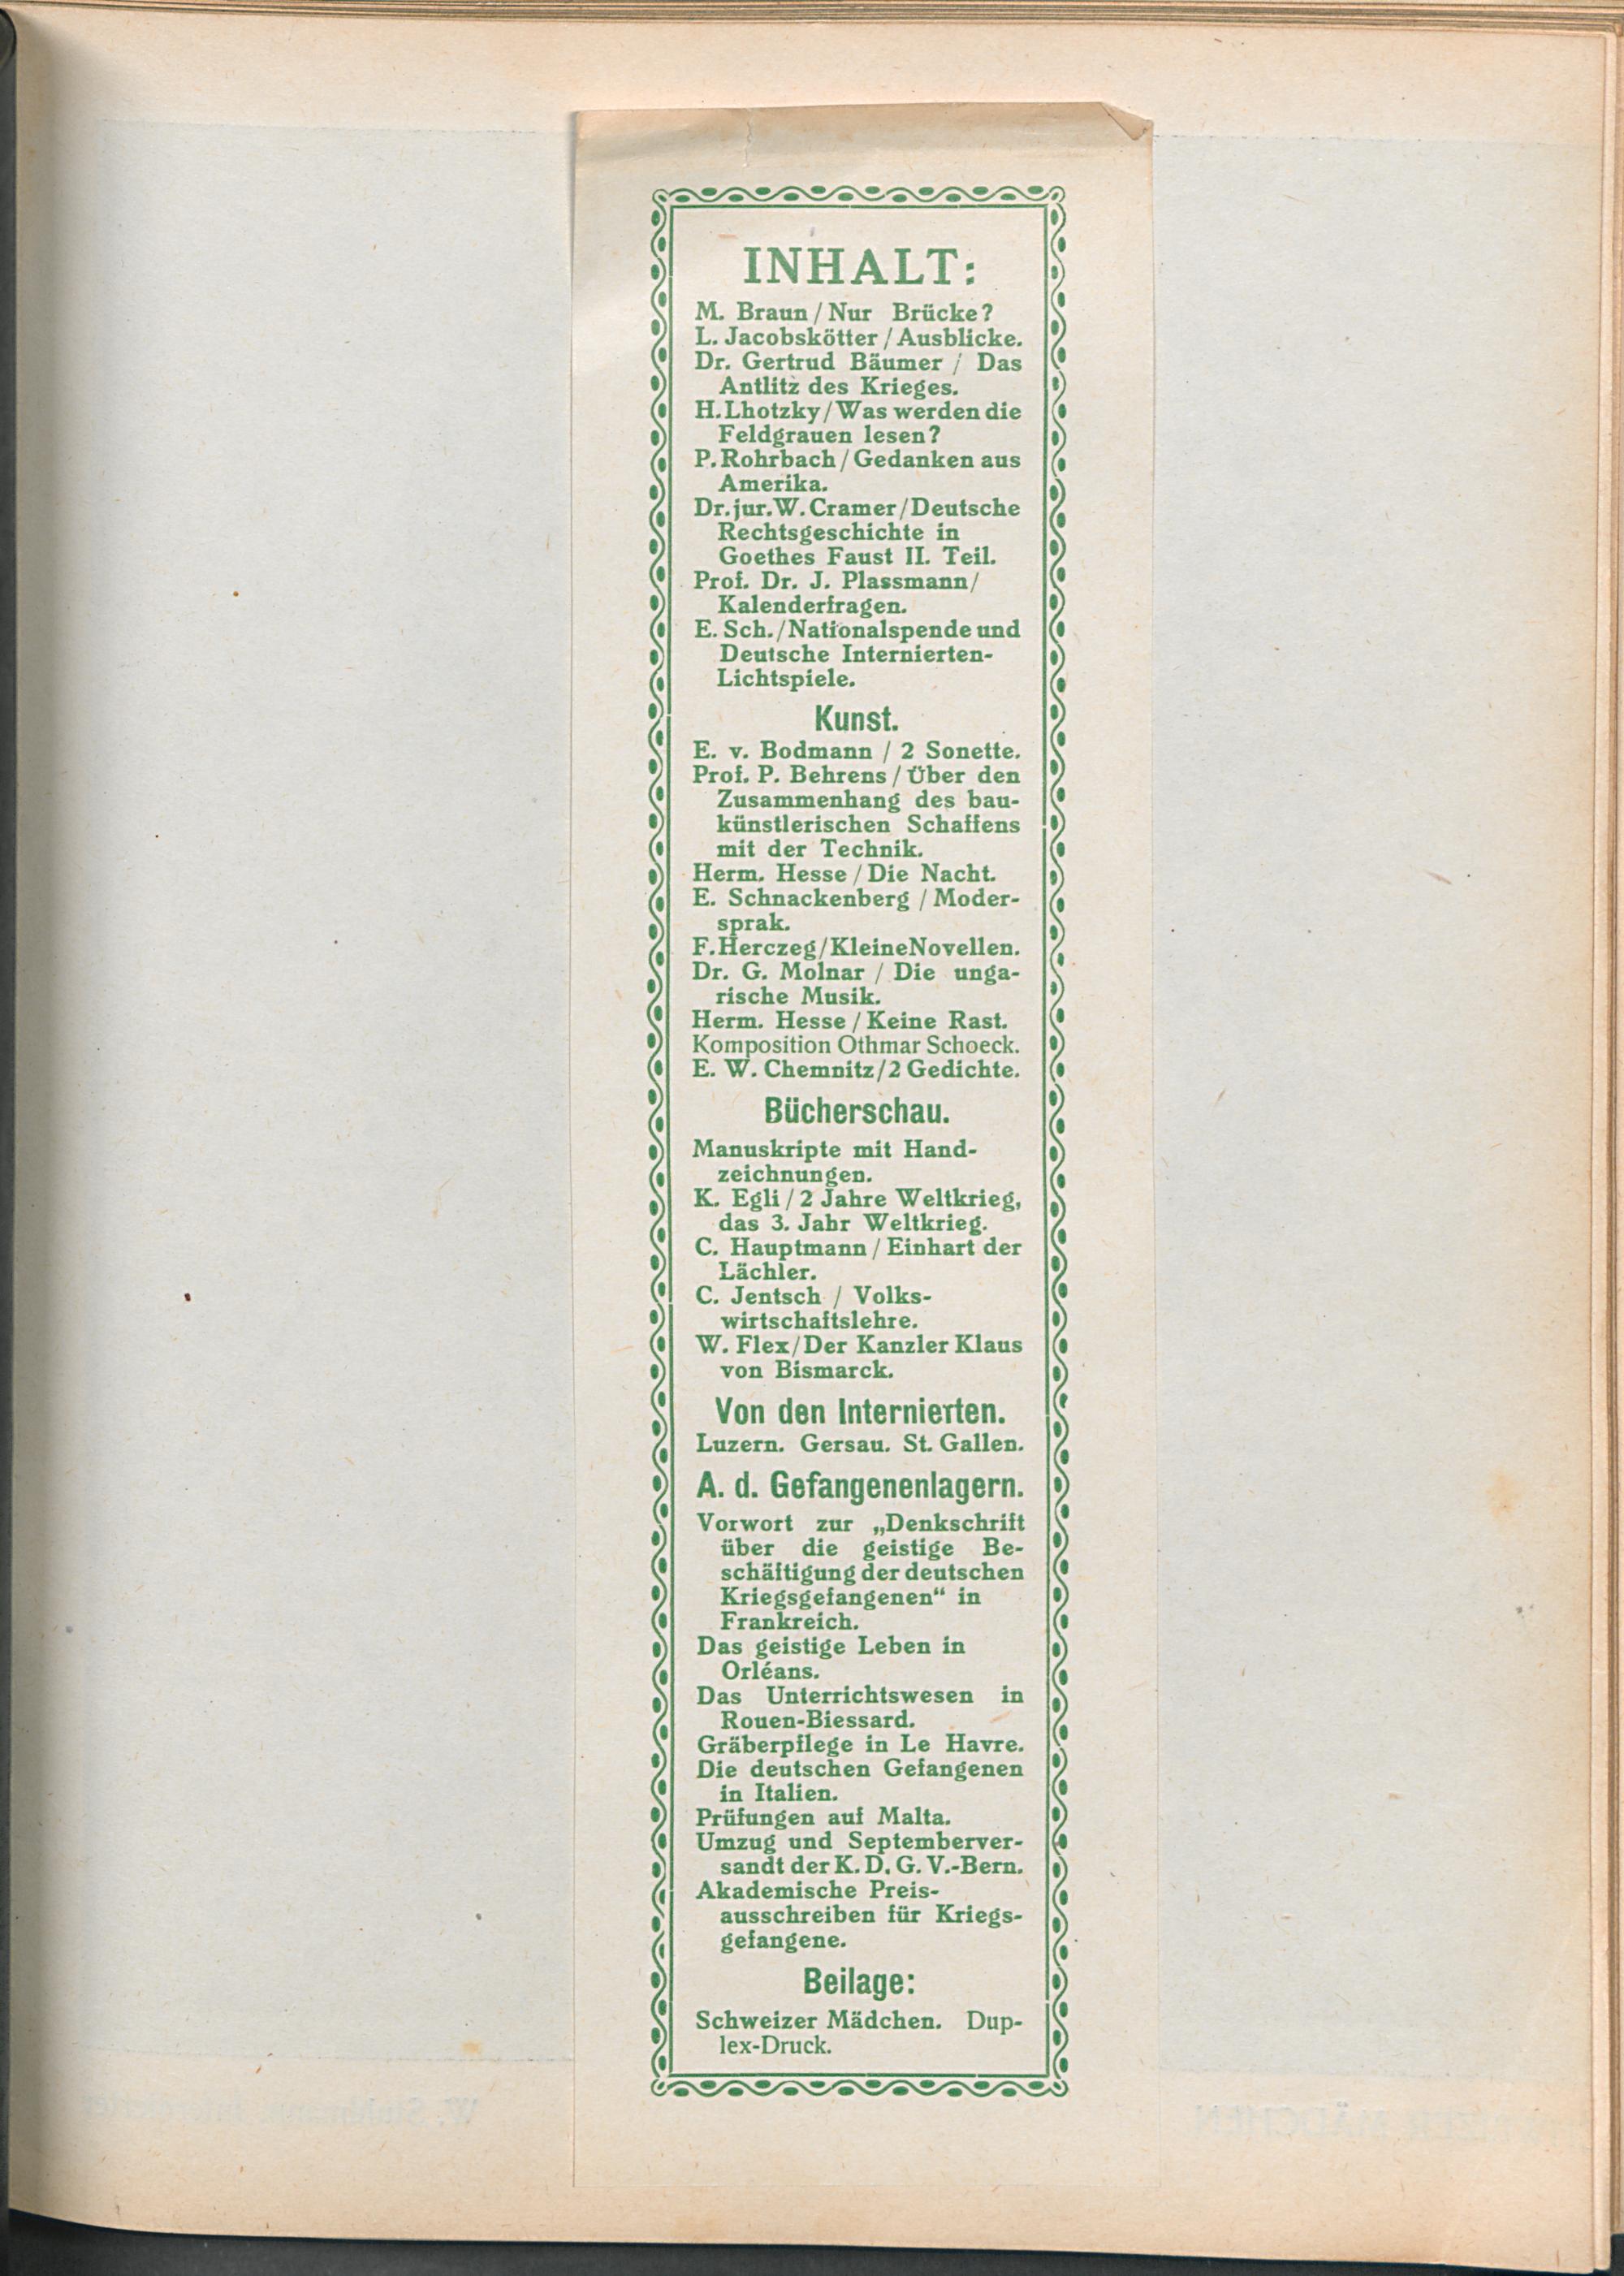 INHALT:
M. Braun / Nur Brücke?
L. Jacobskötter / Ausblicke.
Dr. Gertrud Bäumer / Das
Antlitz des Krieges.
H. Lhotzky / Was werden die
Feldgrauen lesen?
P. Rohrbach / Gedanken aus
Amerika.
Dr. jur. W. Cramer / Deutsche
Rechtsgeschichte in
Goethes Faust II. Teil.
Prof. Dr. J. Plassmann /
Kalenderfragen.
E. Sch. / Nationalspende und
Deutsche Internierten-
Lichtspiele.
Kunst.
E. v. Bodmann / 2 Sonette.
Prof. P. Behrens / Über den
Zusammenhang des bau-
künstlerischen Schaffens
mit der Technik.
Herm. Hesse / Die Nacht.
E. Schnackenberg / Moder-
sprak.
F. Herczeg / Kleine Novellen.
Dr. G. Molnar / Die unga-
rische Musik.
Herm. Hesse / Keine Rast.
Komposition Othmar Schoeck.
E. W. Chemnitz / 2 Gedichte.
Bücherschau.
Manuskripte mit Hand-
zeichnungen.
K. Egli / 2 Jahre Weltkrieg,
das 3. Jahr Weltkrieg.
C. Hauptmann / Einhart der
Lächler.
C. Jentsch / Volks-
wirtschaftslehre.
W. Flex / Der Kanzler Klaus
von Bismarck.
Von den Internierten.
Luzern. Gersau. St. Gallen.
A. d. Gefangenenlagern.
Vorwort zur „Denkschrift
über die geistige Be-
schäftigung der deutschen
Kriegsgefangenen“ in
Frankreich.
Das geistige Leben in
Orléans.
Das Unterrichtswesen in
Rouen-Biessard.
Gräberpflege in Le Havre.
Die deutschen Gefangenen
in Italien.
Prüfungen auf Malta.
Umzug und Septemberver-
sandt der K. D. G. V.-Bern.
Akademische Preis-
ausschreiben für Kriegs-
gefangene.
Beilage:
Schweizer Mädchen. Dup-
lex-Druck.